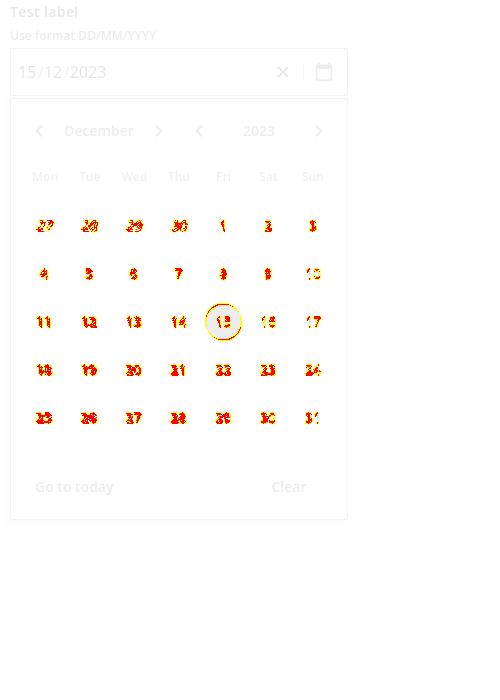 Test label
Use format DD/MM/YYYY
15/12/2023
December 2023
Mon Tue Wed Thu Fri Sat Sun
27 28 29 30 1 2 3
4 5 6 7 8 9 10
11 12 13 14 15 16 17
18 19 20 21 22 23 24
25 26 27 28 29 30 31
Go to today Clear